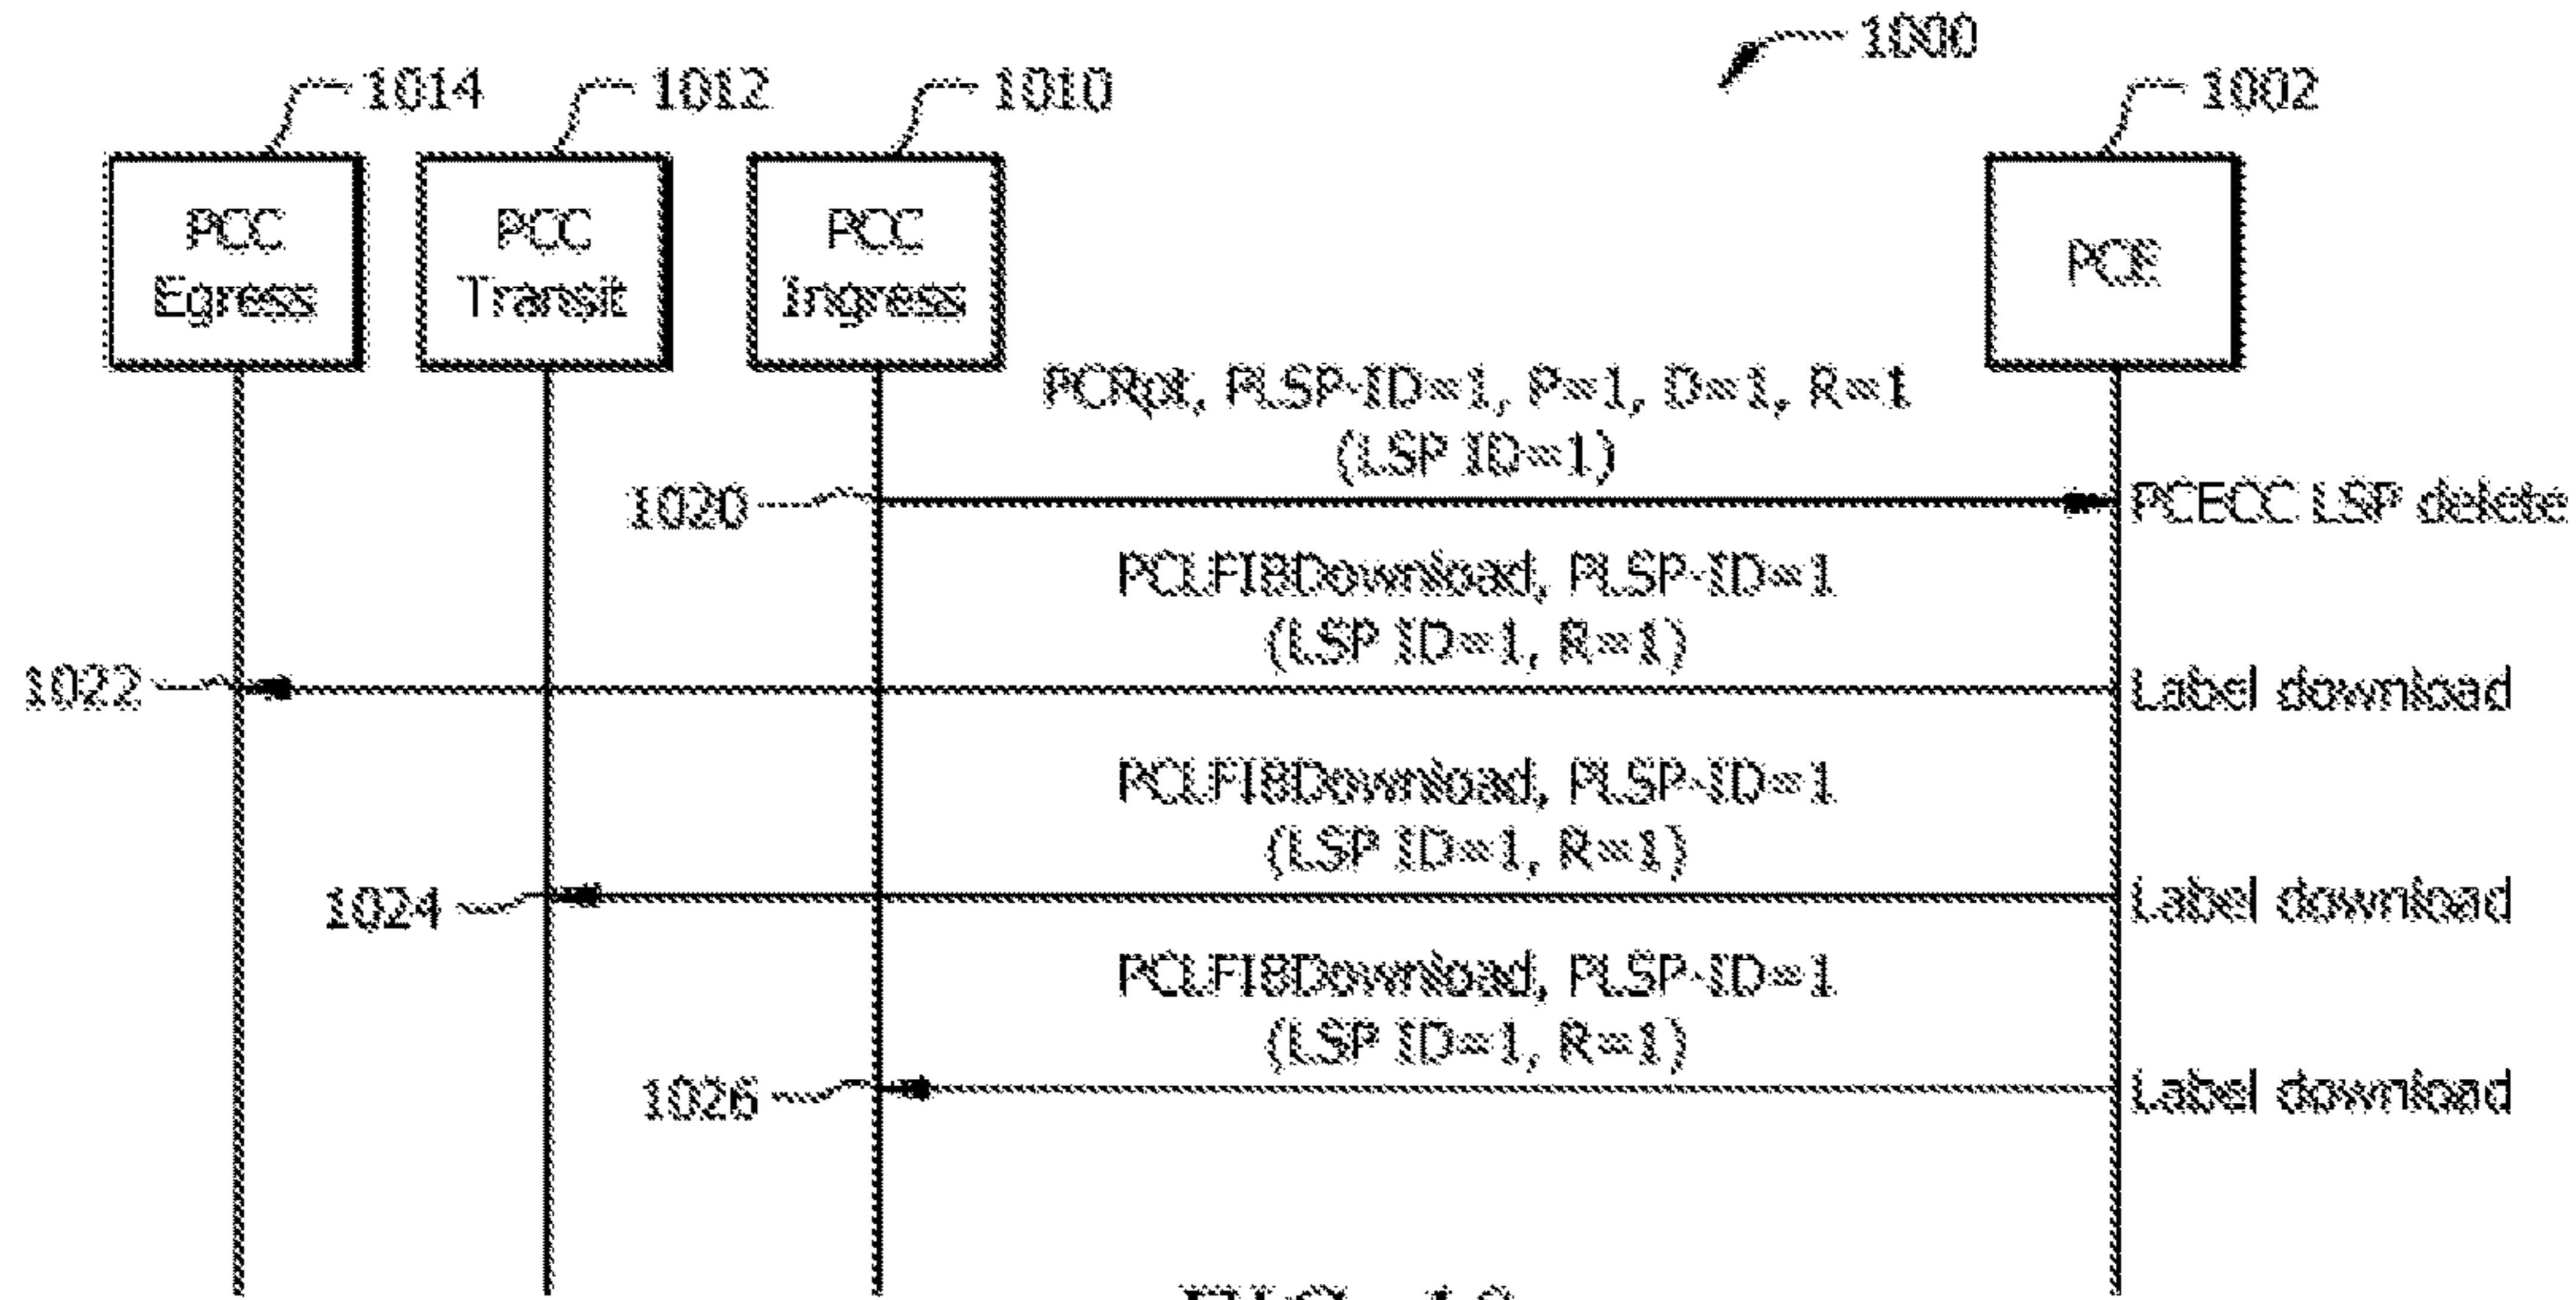 1000
1014
1012
1010
1002
PCC
Egress
PCC
Transit
PCC
Ingress
PCE
PCRpt, PLSP-ID=1, P=1, D=1, R=1
(LSP ID=1)
1020
PCECC LSP delete
PCLFIBDownload, PLSP-ID=1
(LSP ID=1, R=1)
1022
Label download
PCLFIBDownload, PLSP-ID=1
(LSP ID=1, R=1)
1024
Label download
PCLFIBDownload, PLSP-ID=1
(LSP ID=1, R=1)
1026
Label download